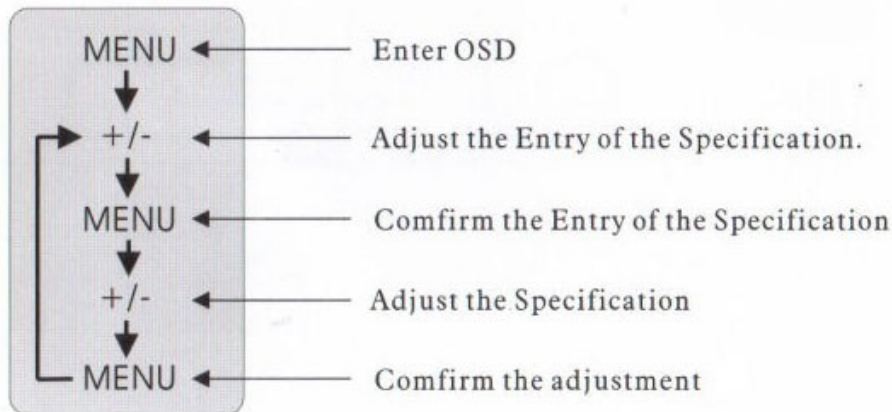 MENU Enter OSD
+/- Adjust the Entry of the Specification.
MENU Comfirm the Entry of the Specification
+/- Adjust the Specification
MENU Comfirm the adjustment